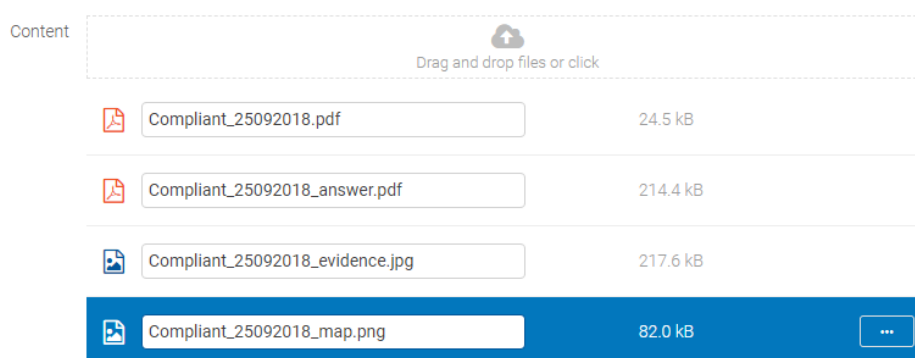 Content
Drag and drop files or click
Compliant_25092018.pdf 24.5 kB
Compliant_25092018_answer.pdf 214.4 kB
Compliant_25092018_evidence.jpg 217.6 kB
Compliant_25092018_map.png 82.0 kB ...